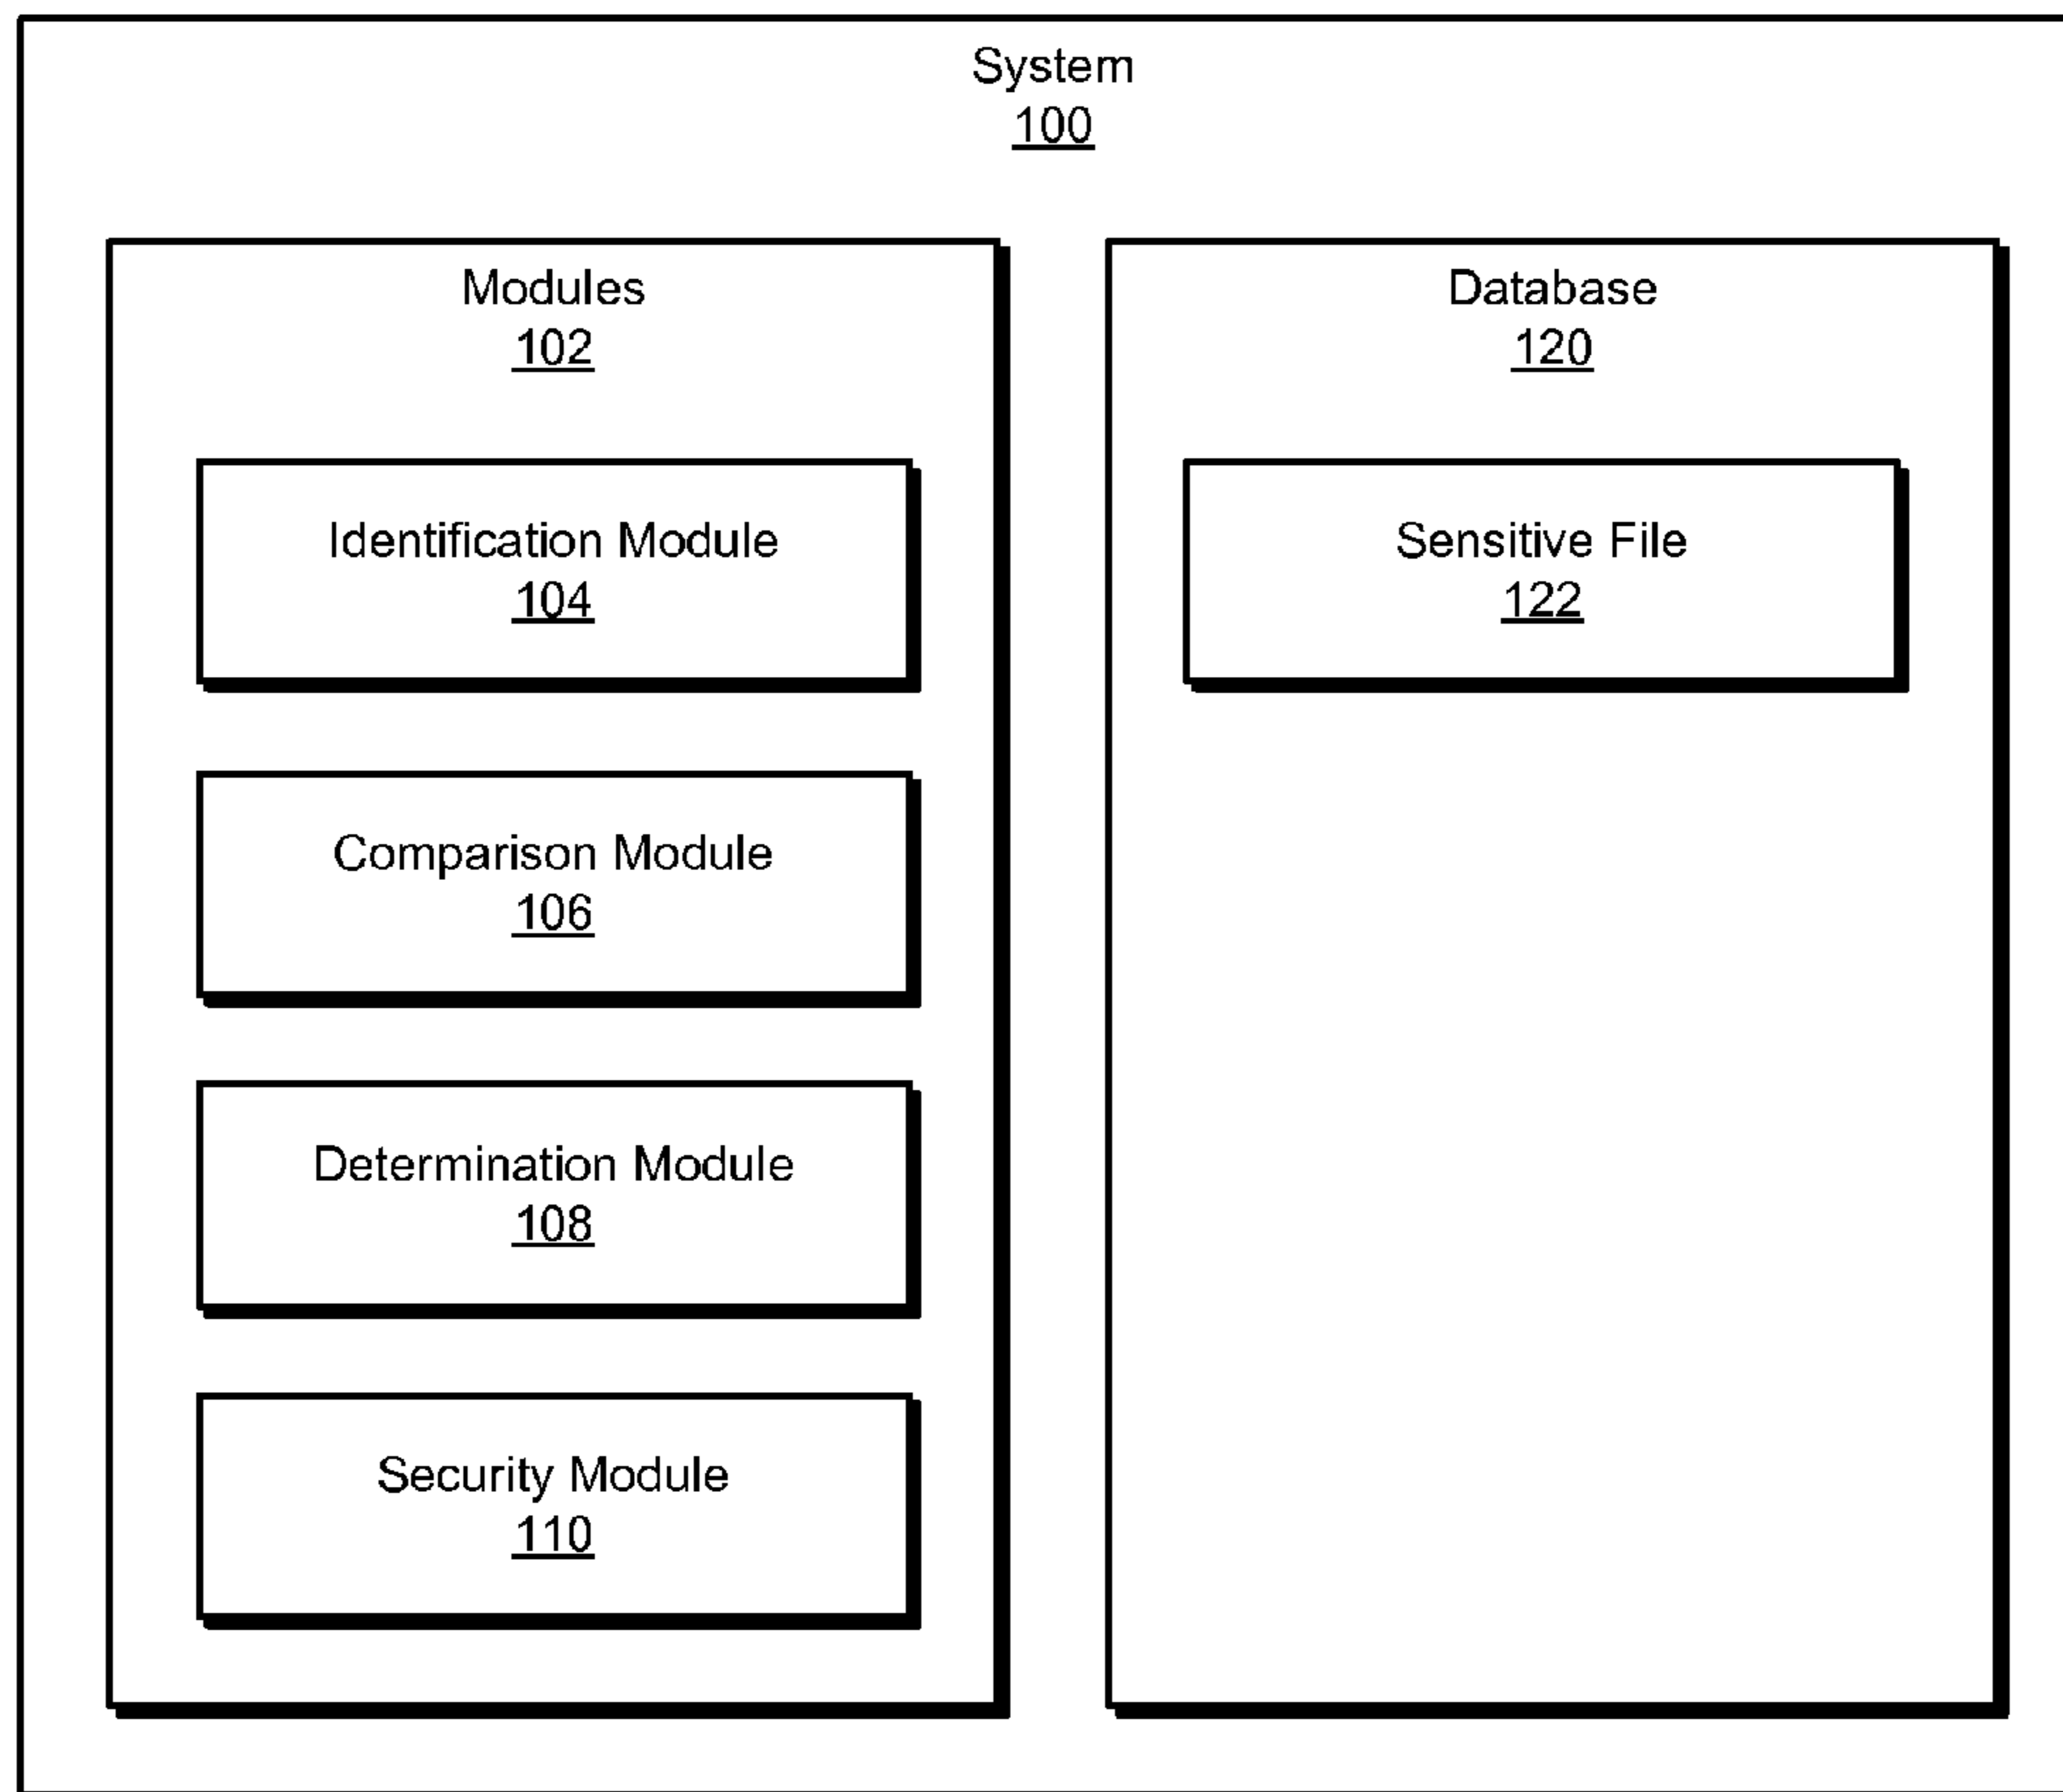 System
100
Modules
102
Identification Module
104
Comparison Module
106
Determination Module
108
Security Module
110
Database
120
Sensitive File
122